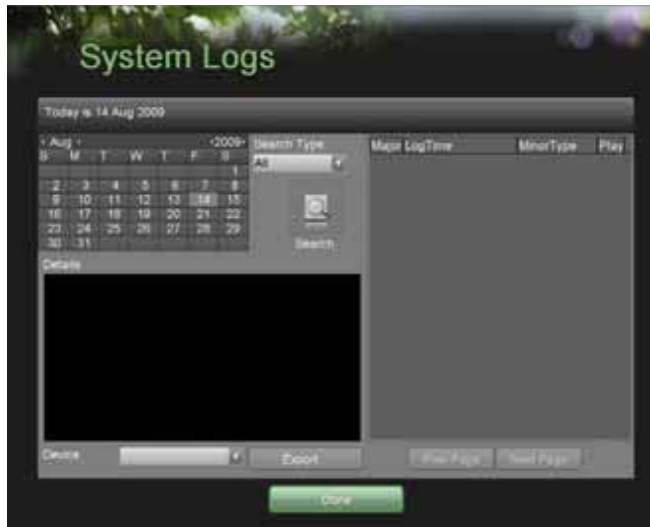 System Logs
Today is 14 Aug 2009
Aug 2009
S M T W T F S
1
2 3 4 5 6 7 8
9 10 11 12 13 14 15
16 17 18 19 20 21 22
23 24 25 26 27 28 29
30 31
Search Type
All
Search
Major LogTime MinorType Play
Details
Device
Export
Prev Page Next Page
Done